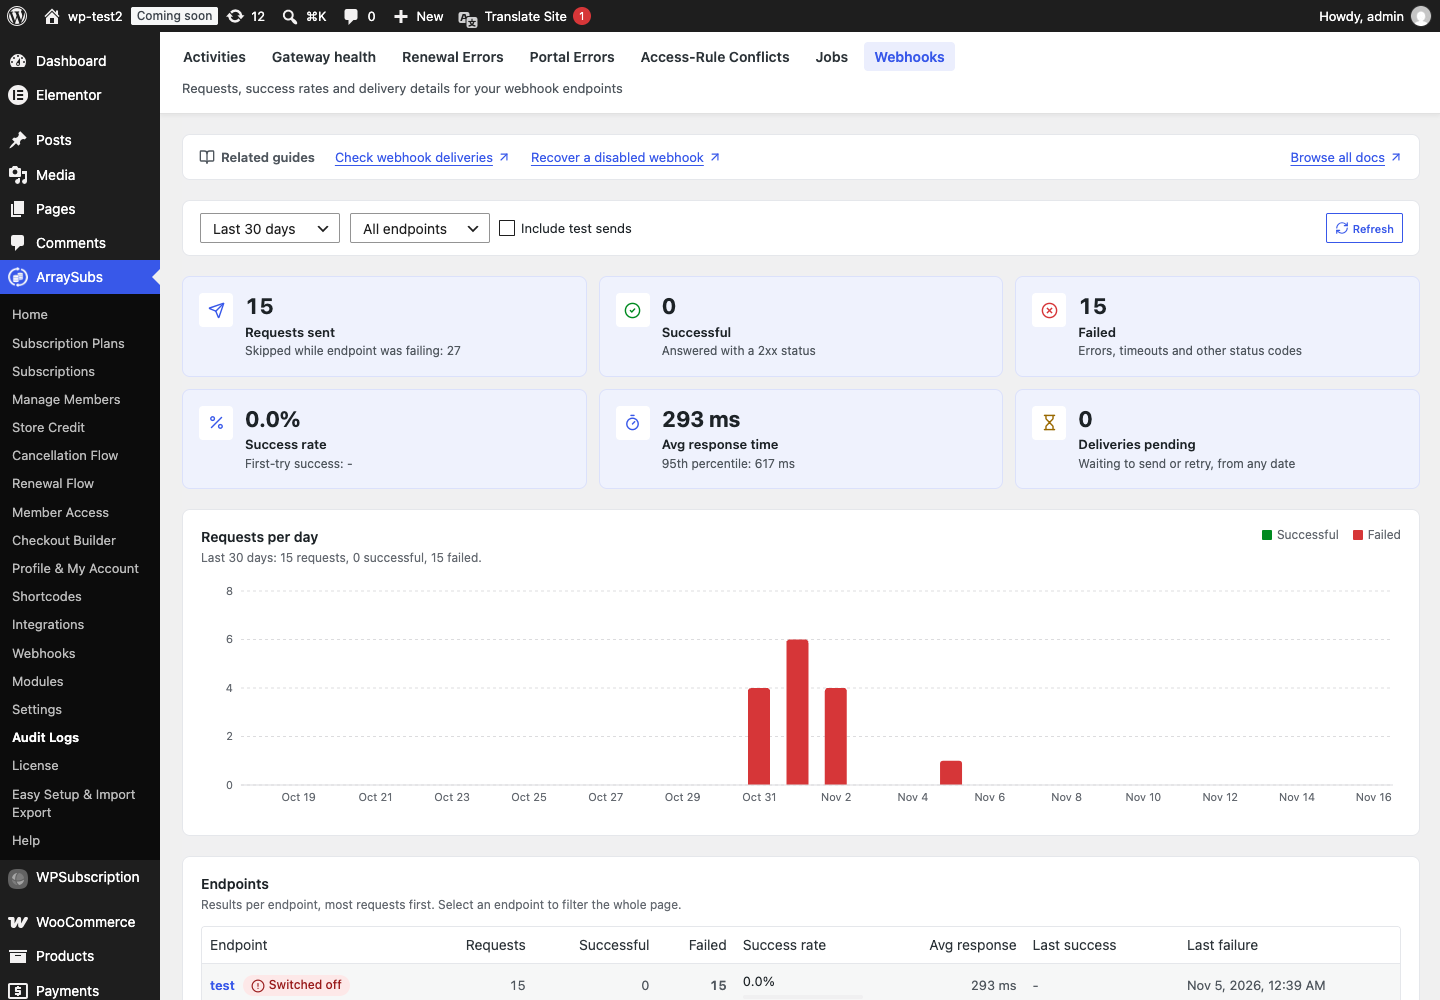 wp-test2 Coming soon 12 ⌘K 0 New Translate Site 1 Howdy, admin
Dashboard
Elementor
Posts
Media
Pages
Comments
ArraySubs
Home
Subscription Plans
Subscriptions
Manage Members
Store Credit
Cancellation Flow
Renewal Flow
Member Access
Checkout Builder
Profile & My Account
Shortcodes
Integrations
Webhooks
Modules
Settings
Audit Logs
License
Easy Setup & Import
Export
Help
WPSubscription
WooCommerce
Products
Payments
Activities Gateway health Renewal Errors Portal Errors Access-Rule Conflicts Jobs Webhooks
Requests, success rates and delivery details for your webhook endpoints
Related guides Check webhook deliveries Recover a disabled webhook Browse all docs
Last 30 days All endpoints Include test sends Refresh
15
Requests sent
Skipped while endpoint was failing: 27
0
Successful
Answered with a 2xx status
15
Failed
Errors, timeouts and other status codes
0.0%
Success rate
First-try success: -
293 ms
Avg response time
95th percentile: 617 ms
0
Deliveries pending
Waiting to send or retry, from any date
Requests per day
Successful Failed
Last 30 days: 15 requests, 0 successful, 15 failed.
8
6
4
2
0
Oct 19 Oct 21 Oct 23 Oct 25 Oct 27 Oct 29 Oct 31 Nov 2 Nov 4 Nov 6 Nov 8 Nov 10 Nov 12 Nov 14 Nov 16
Endpoints
Results per endpoint, most requests first. Select an endpoint to filter the whole page.
Endpoint Requests Successful Failed Success rate Avg response Last success Last failure
test Switched off 15 0 15 0.0% 293 ms - Nov 5, 2026, 12:39 AM